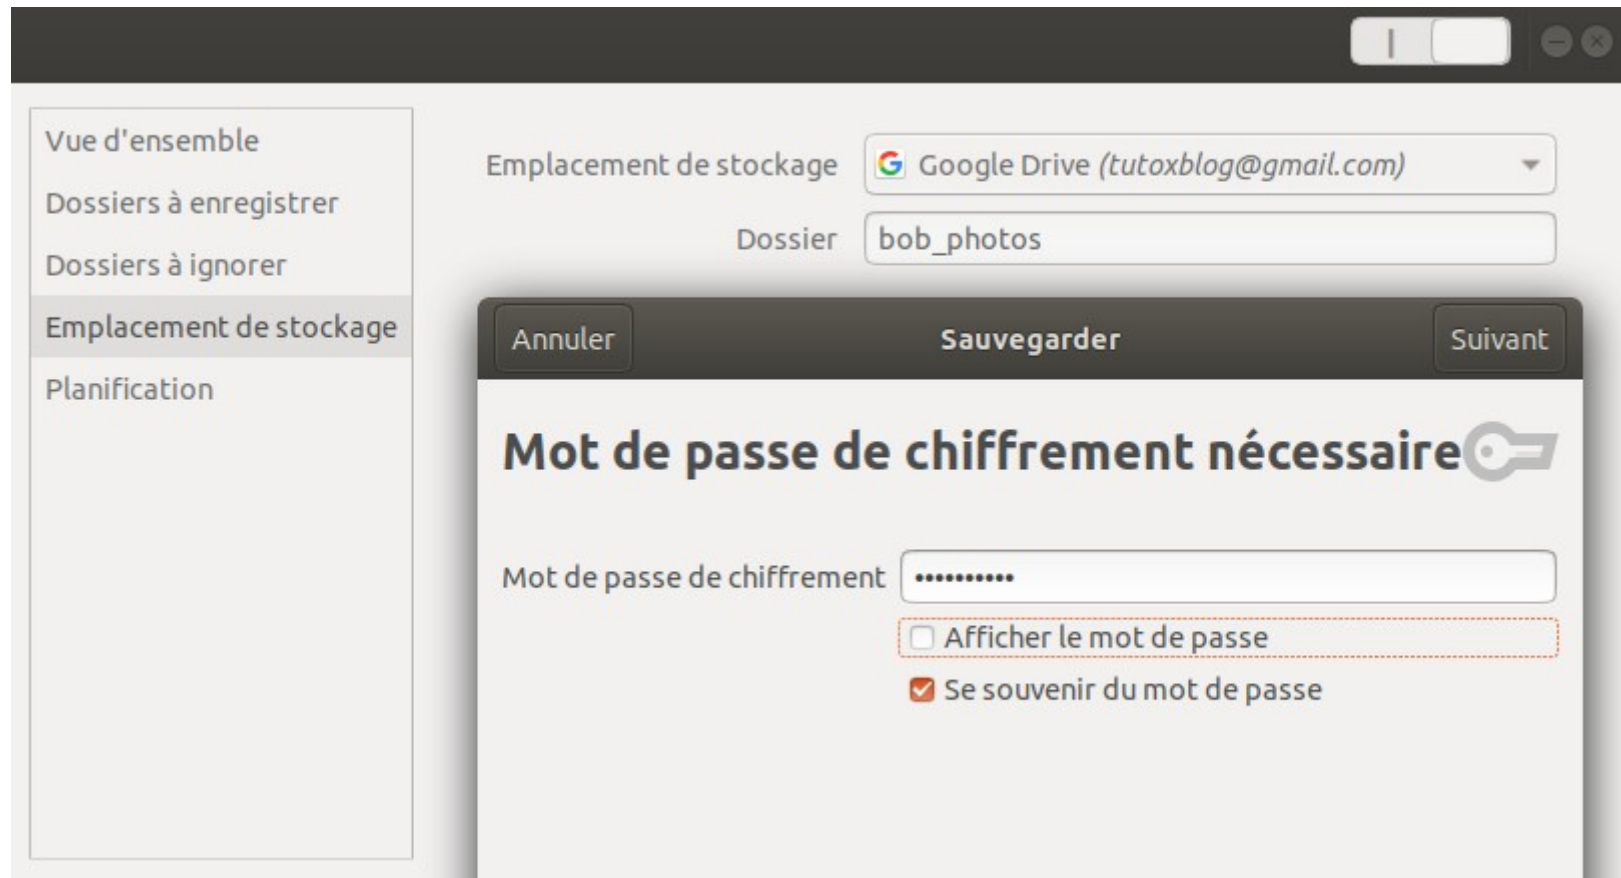 Vue d'ensemble
Dossiers à enregistrer
Dossiers à ignorer
Emplacement de stockage
Planification
Emplacement de stockage
Google Drive (tutoxblog@gmail.com)
Dossier
bob_photos
Annuler
Sauvegarder
Suivant
Mot de passe de chiffrement nécessaire
Mot de passe de chiffrement ••••••••••
Afficher le mot de passe
Se souvenir du mot de passe